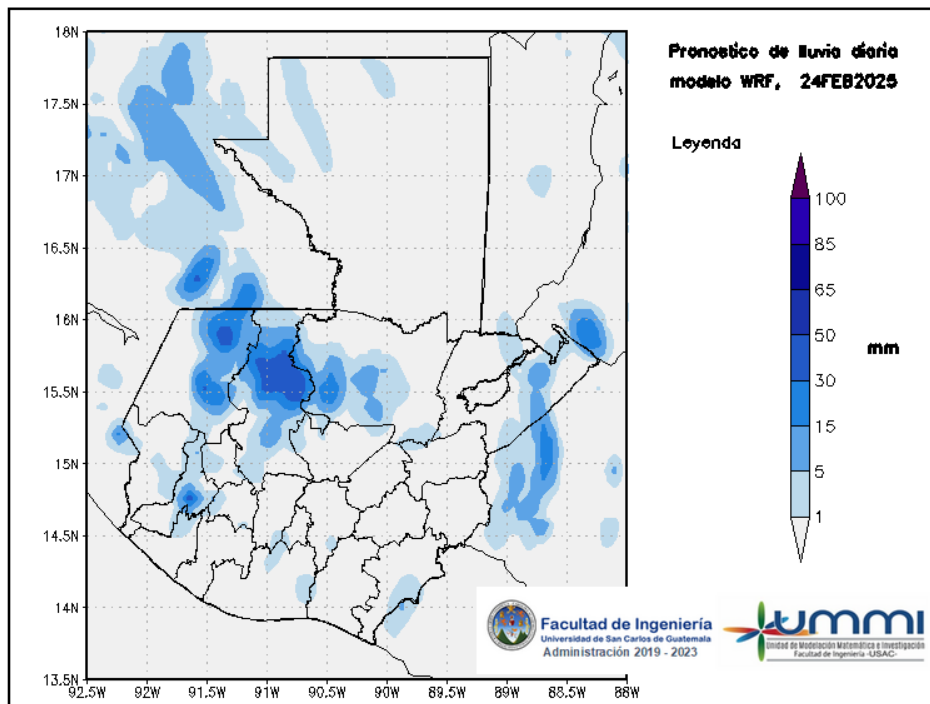 18N
17.5N
17N
16.5N
16N
15.5N
15N
14.5N
14N
13.5N
92.5W
92W
91.5W
91W
90.5W
90W
89.5W
89W
88.5W
88W
Pronostico de lluvia diaria
modelo WRF, 24FEB2025
Leyenda
100
85
65
50
30
15
5
1
mm
Facultad de Ingeniería
Universidad de San Carlos de Guatemala
Administración 2019 - 2023
ummi
Unidad de Modelación Matemática e Investigación
Facultad de Ingeniería -USAC-